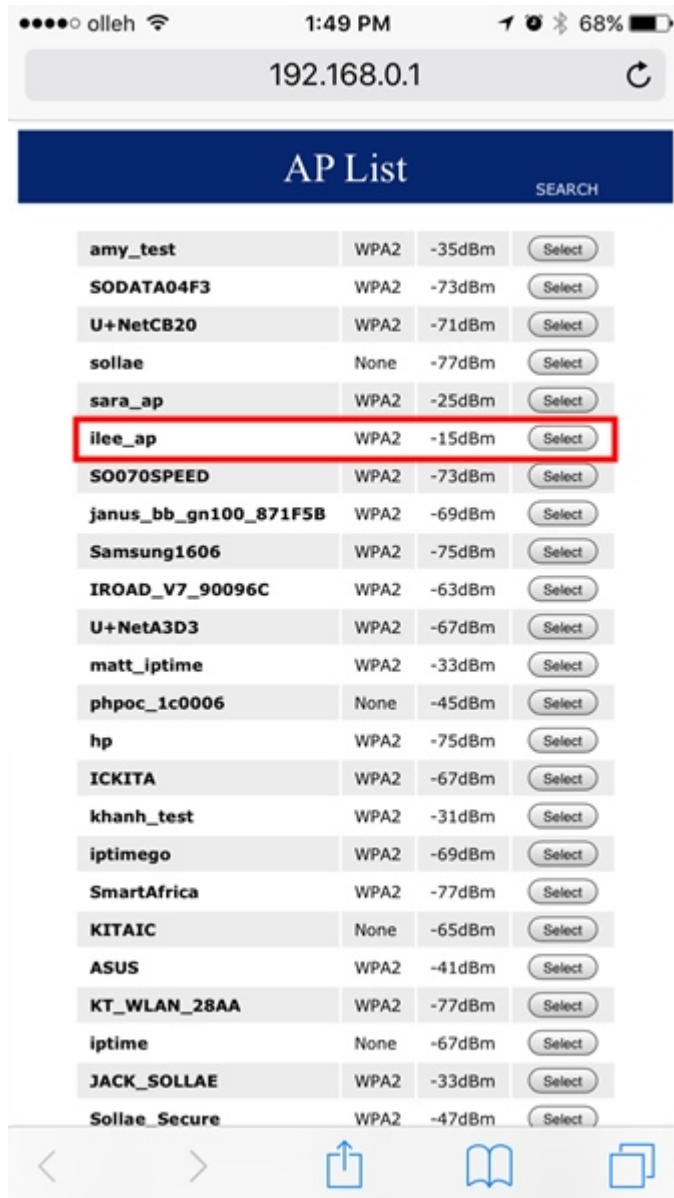 olleh 1:49 PM 68%
192.168.0.1
AP List
SEARCH
amy_test WPA2 -35dBm Select
SODATA04F3 WPA2 -73dBm Select
U+NetCB20 WPA2 -71dBm Select
sollae None -77dBm Select
sara_ap WPA2 -25dBm Select
ilee_ap WPA2 -15dBm Select
SO070SPEED WPA2 -73dBm Select
janus_bb_gn100_871F5B WPA2 -69dBm Select
Samsung1606 WPA2 -75dBm Select
IROAD_V7_90096C WPA2 -63dBm Select
U+NetA3D3 WPA2 -67dBm Select
matt_iptime WPA2 -33dBm Select
phpoc_1c0006 None -45dBm Select
hp WPA2 -75dBm Select
ICKITA WPA2 -67dBm Select
khanh_test WPA2 -31dBm Select
iptimego WPA2 -69dBm Select
SmartAfrica WPA2 -77dBm Select
KITAIC None -65dBm Select
ASUS WPA2 -41dBm Select
KT_WLAN_28AA WPA2 -77dBm Select
iptime None -67dBm Select
JACK_SOLLAE WPA2 -33dBm Select
Sollae_Secure WPA2 -47dBm Select